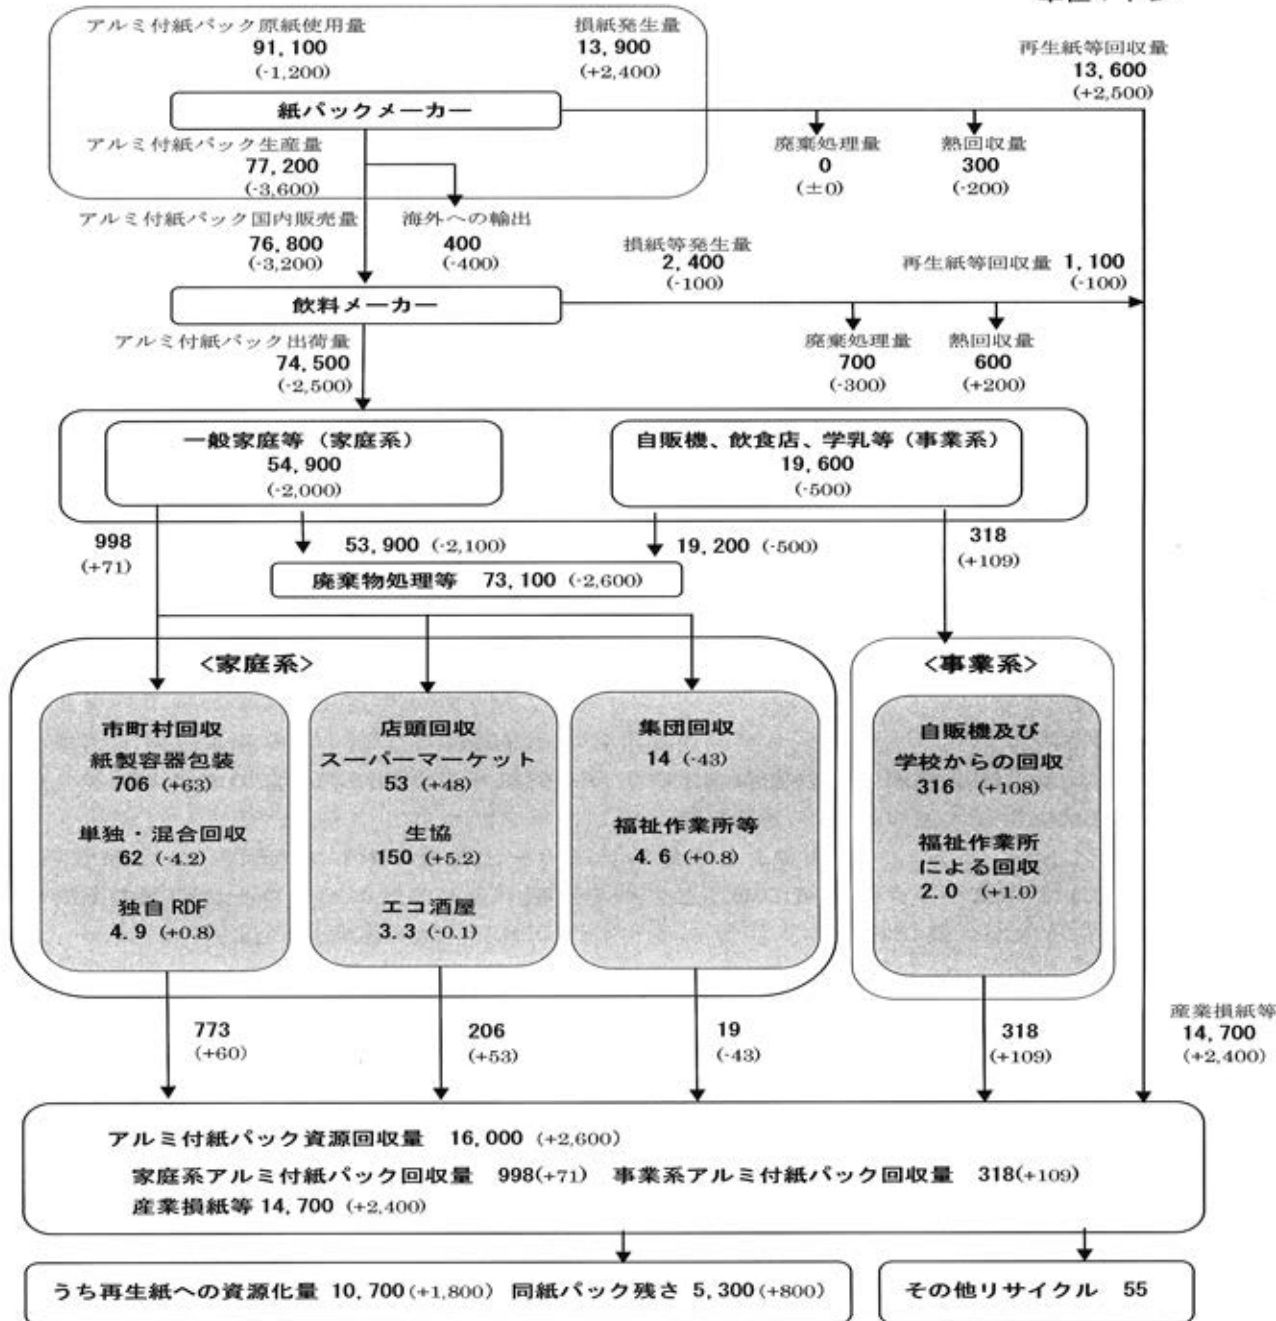 アルミ付紙パック原紙使用量
91,100
(-1,200)
損紙発生量
13,900
(+2,400)
再生紙等回収量
13,600
(+2,500)
紙パックメーカー
アルミ付紙パック生産量
77,200
(-3,600)
廃棄処理量
0
(±0)
熱回収量
300
(-200)
アルミ付紙パック国内販売量
76,800
(-3,200)
海外への輸出
400
(-400)
損紙等発生量
2,400
(-100)
再生紙等回収量 1,100
(-100)
飲料メーカー
アルミ付紙パック出荷量
74,500
(-2,500)
廃棄処理量
700
(-300)
熱回収量
600
(+200)
一般家庭等（家庭系）
54,900
(-2,000)
自販機、飲食店、学乳等（事業系）
19,600
(-500)
998
(+71)
53,900 (-2,100)
19,200 (-500)
318
(+109)
廃棄物処理等 73,100 (-2,600)
<家庭系>
<事業系>
市町村回収
紙製容器包装
706 (+63)
単独・混合回収
62 (-4.2)
独自 RDF
4.9 (+0.8)
店頭回収
スーパーマーケット
53 (+48)
生協
150 (+5.2)
エコ酒屋
3.3 (-0.1)
集団回収
14 (-43)
福祉作業所等
4.6 (+0.8)
自販機及び
学校からの回収
316 (+108)
福祉作業所
による回収
2.0 (+1.0)
773
(+60)
206
(+53)
19
(-43)
318
(+109)
産業損紙等
14,700
(+2,400)
アルミ付紙パック資源回収量 16,000 (+2,600)
家庭系アルミ付紙パック回収量 998(+71) 事業系アルミ付紙パック回収量 318(+109)
産業損紙等 14,700 (+2,400)
うち再生紙への資源化量 10,700 (+1,800) 同紙パック残さ 5,300 (+800)
その他リサイクル 55